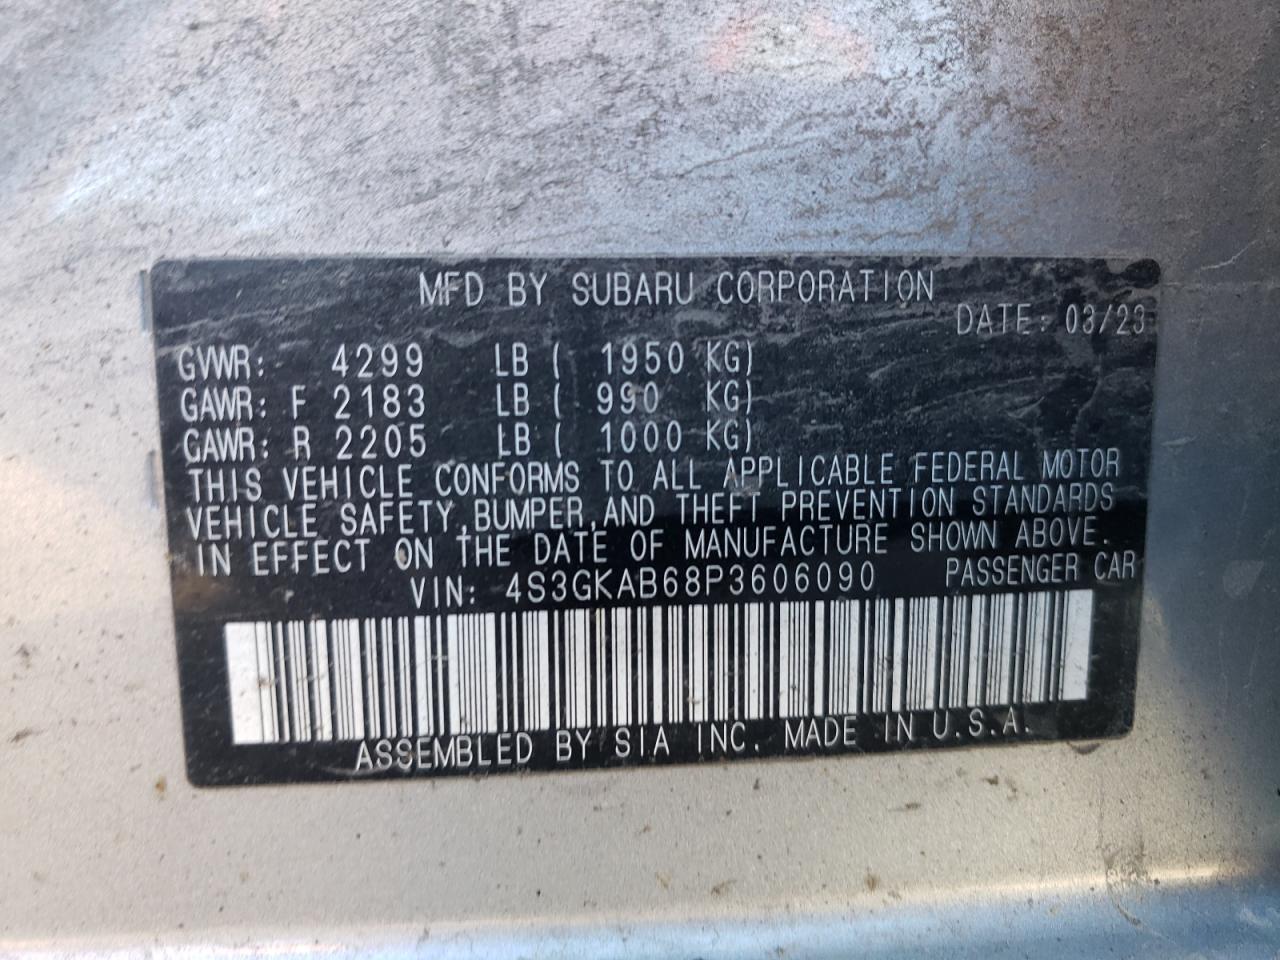 MFD BY SUBARU CORPORATION
DATE: 03/23
GVWR: 4299 LB ( 1950 KG)
GAWR: F 2183 LB ( 990 KG)
GAWR: R 2205 LB ( 1000 KG)
THIS VEHICLE CONFORMS TO ALL APPLICABLE FEDERAL MOTOR
VEHICLE SAFETY, BUMPER, AND THEFT PREVENTION STANDARDS
IN EFFECT ON THE DATE OF MANUFACTURE SHOWN ABOVE.
VIN: 4S3GKAB68P3606090 PASSENGER CAR
ASSEMBLED BY SIA INC. MADE IN U.S.A.